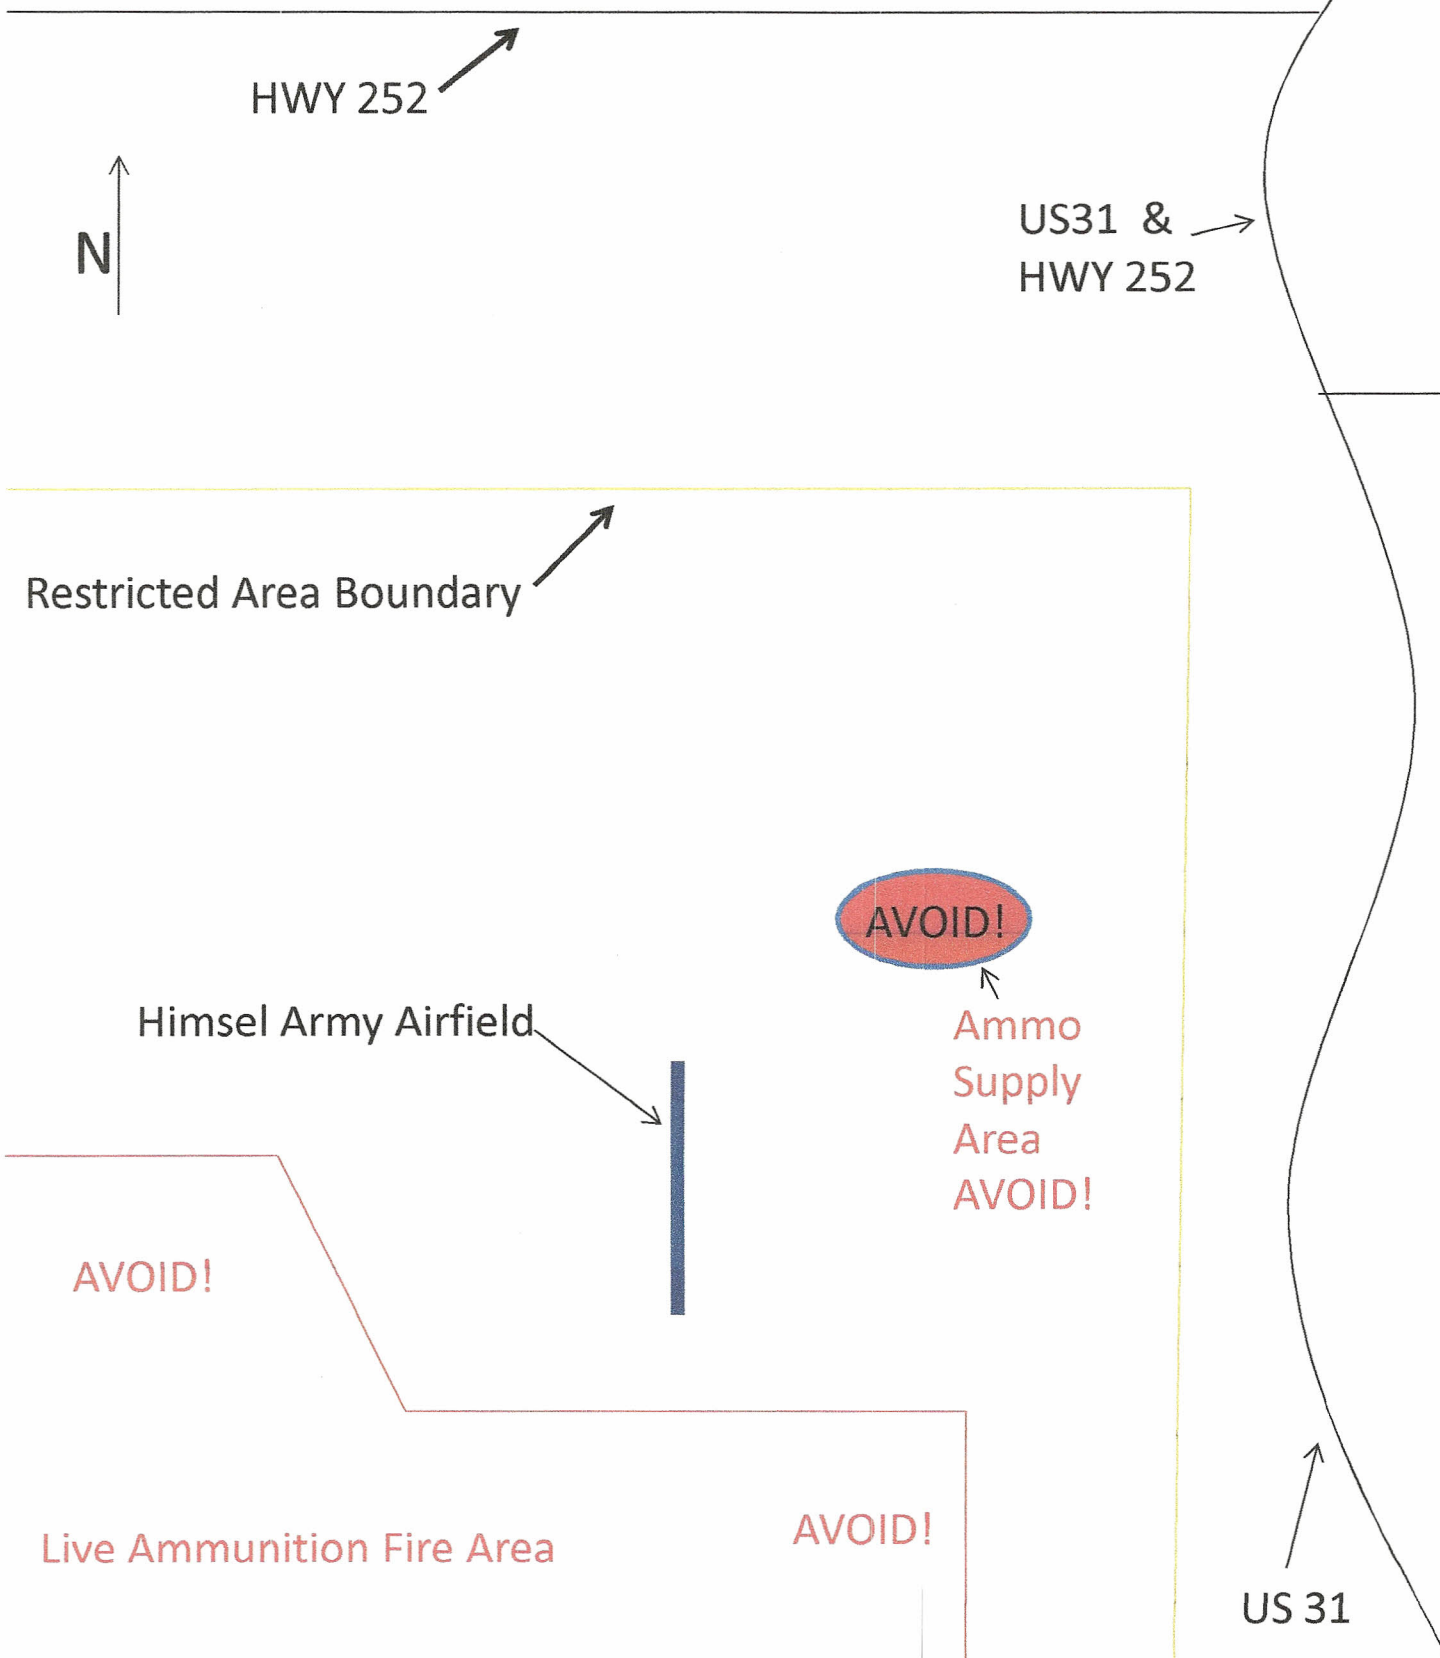 HWY 252
N
US31 &
HWY 252
Restricted Area Boundary
AVOID!
Himsel Army Airfield
Ammo
Supply
Area
AVOID!
AVOID!
Live Ammunition Fire Area
AVOID!
US 31